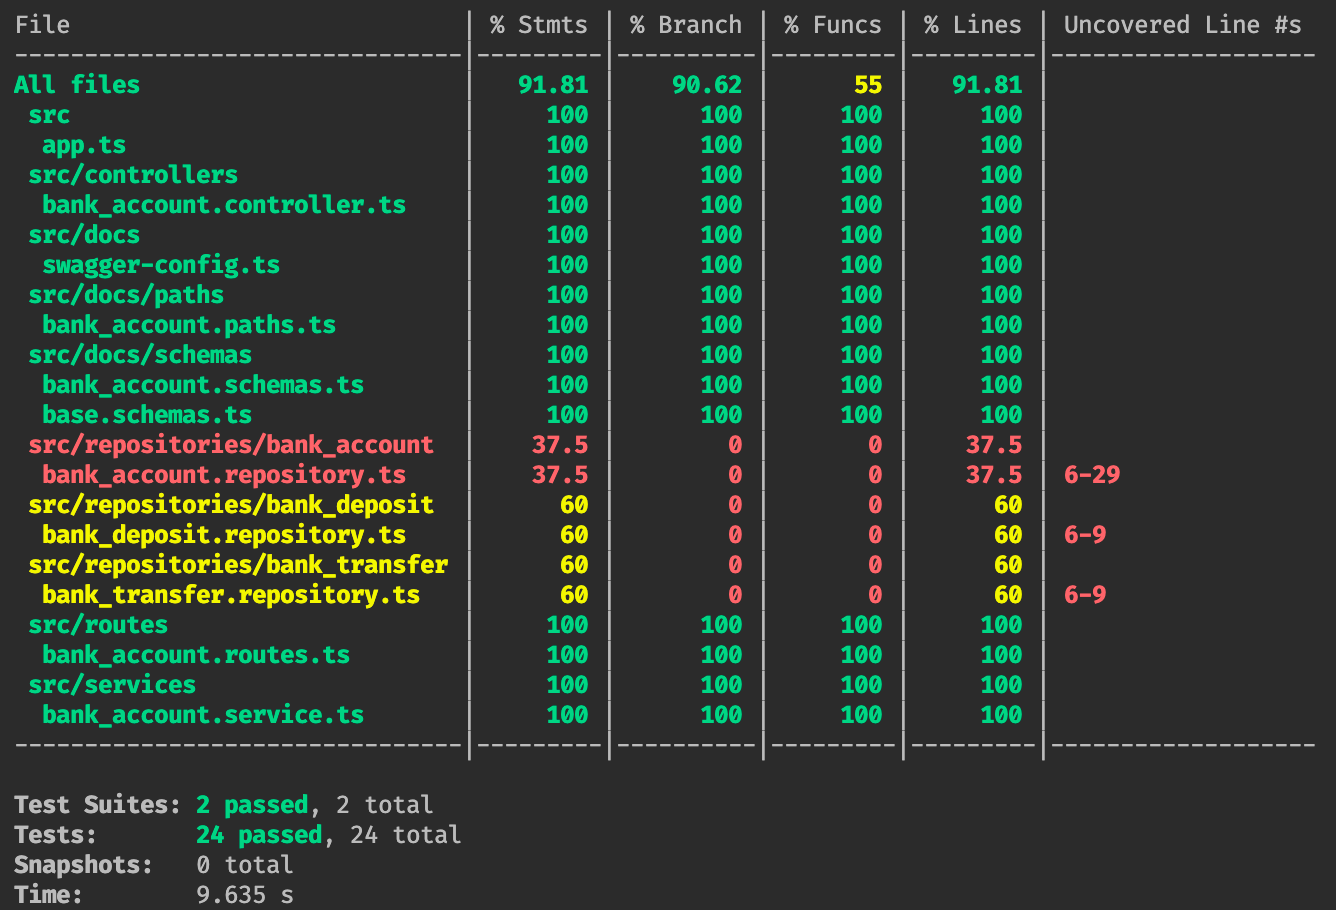 File | % Stmts | % Branch | % Funcs | % Lines | Uncovered Line #s
--------------------------------|---------|----------|---------|---------|-------------------
All files | 91.81 | 90.62 | 55 | 91.81 |
src | 100 | 100 | 100 | 100 |
app.ts | 100 | 100 | 100 | 100 |
src/controllers | 100 | 100 | 100 | 100 |
bank_account.controller.ts | 100 | 100 | 100 | 100 |
src/docs | 100 | 100 | 100 | 100 |
swagger-config.ts | 100 | 100 | 100 | 100 |
src/docs/paths | 100 | 100 | 100 | 100 |
bank_account.paths.ts | 100 | 100 | 100 | 100 |
src/docs/schemas | 100 | 100 | 100 | 100 |
bank_account.schemas.ts | 100 | 100 | 100 | 100 |
base.schemas.ts | 100 | 100 | 100 | 100 |
src/repositories/bank_account | 37.5 | 0 | 0 | 37.5 |
bank_account.repository.ts | 37.5 | 0 | 0 | 37.5 | 6-29
src/repositories/bank_deposit | 60 | 0 | 0 | 60 |
bank_deposit.repository.ts | 60 | 0 | 0 | 60 | 6-9
src/repositories/bank_transfer | 60 | 0 | 0 | 60 |
bank_transfer.repository.ts | 60 | 0 | 0 | 60 | 6-9
src/routes | 100 | 100 | 100 | 100 |
bank_account.routes.ts | 100 | 100 | 100 | 100 |
src/services | 100 | 100 | 100 | 100 |
bank_account.service.ts | 100 | 100 | 100 | 100 |
--------------------------------|---------|----------|---------|---------|-------------------
Test Suites: 2 passed, 2 total
Tests: 24 passed, 24 total
Snapshots: 0 total
Time: 9.635 s